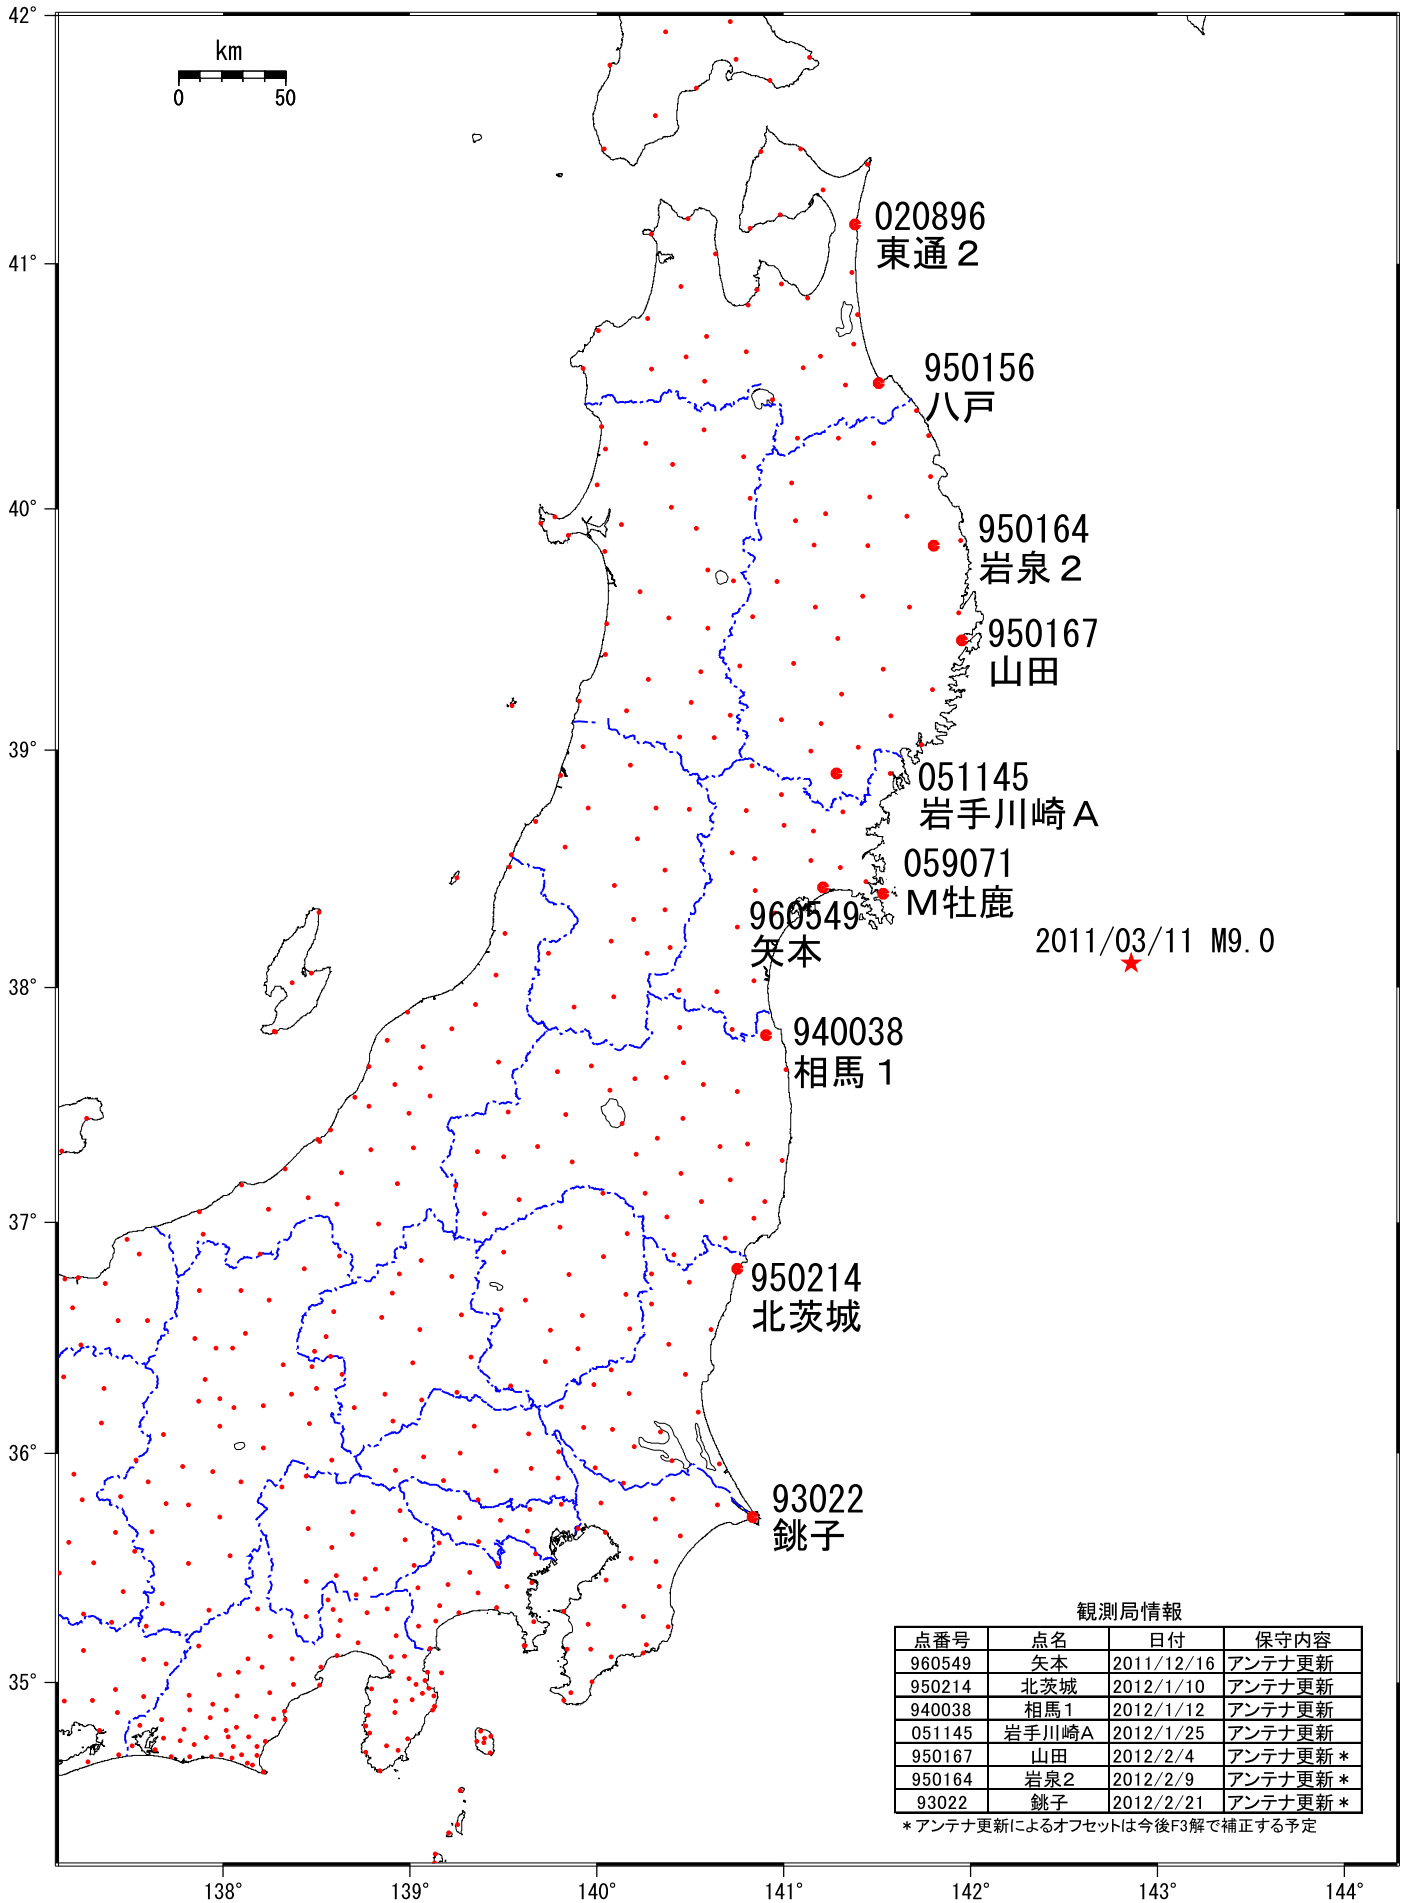 42°
km
0 50
020896
東通２
41°
950156
八戸
40°
950164
岩泉２
950167
山田
39°
051145
岩手川崎Ａ
059071
Ｍ牡鹿
960549
矢本
2011/03/11 M9.0
38°
940038
相馬１
37°
950214
北茨城
36°
93022
銚子
観測局情報
点番号 点名 日付 保守内容
960549 矢本 2011/12/16 アンテナ更新
35°
950214 北茨城 2012/1/10 アンテナ更新
940038 相馬1 2012/1/12 アンテナ更新
051145 岩手川崎A 2012/1/25 アンテナ更新
950167 山田 2012/2/4 アンテナ更新＊
950164 岩泉2 2012/2/9 アンテナ更新＊
93022 銚子 2012/2/21 アンテナ更新＊
＊アンテナ更新によるオフセットは今後F3解で補正する予定
138° 139° 140° 141° 142° 143° 144°